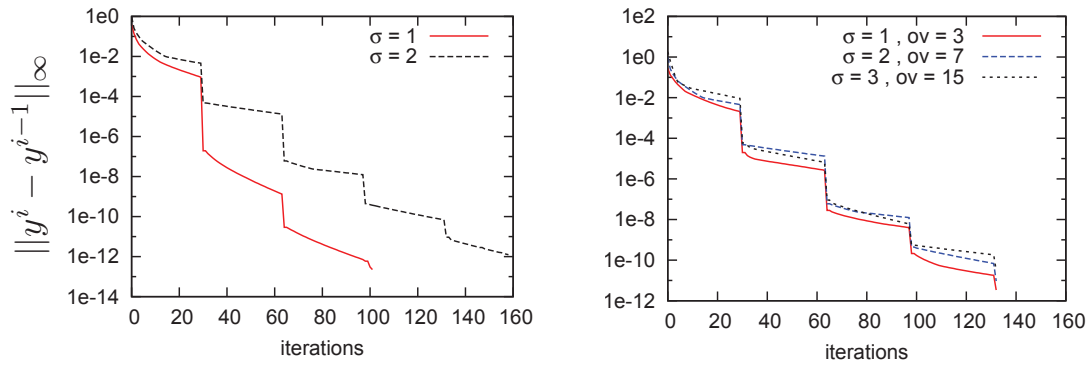 ||y^i − y^{i−1}||_∞
1e0
1e-2
1e-4
1e-6
1e-8
1e-10
1e-12
1e-14
σ = 1
σ = 2
0 20 40 60 80 100 120 140 160
iterations
1e2
1e0
1e-2
1e-4
1e-6
1e-8
1e-10
1e-12
σ = 1 , ov = 3
σ = 2 , ov = 7
σ = 3 , ov = 15
0 20 40 60 80 100 120 140 160
iterations